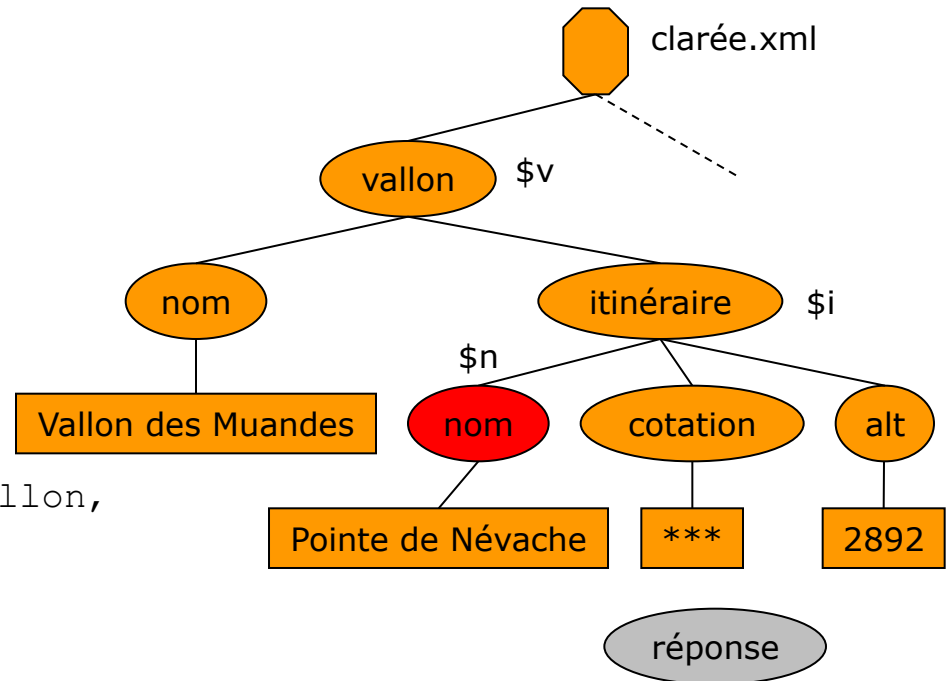 clarée.xml
vallon $v
nom itinéraire $i
$n
Vallon des Muandes nom cotation alt
llon,
Pointe de Névache *** 2892
réponse